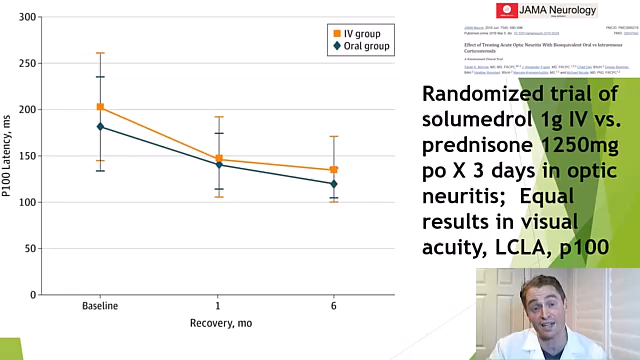 300
250
200
150
100
50
0
P100 Latency, ms
Baseline
1
6
Recovery, mo
IV group
Oral group
JAMA Neurology
Effect of Treating Acute Optic Neuritis With Bioequivalent Oral vs Intravenous
Corticosteroids
Randomized trial of
solumedrol 1g IV vs.
prednisone 1250mg
po X 3 days in optic
neuritis; Equal
results in visual
acuity, LCLA, p100